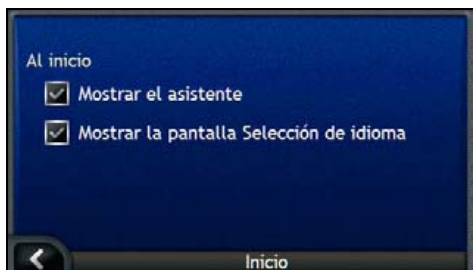 Al inicio
Mostrar el asistente
Mostrar la pantalla Selección de idioma
Inicio